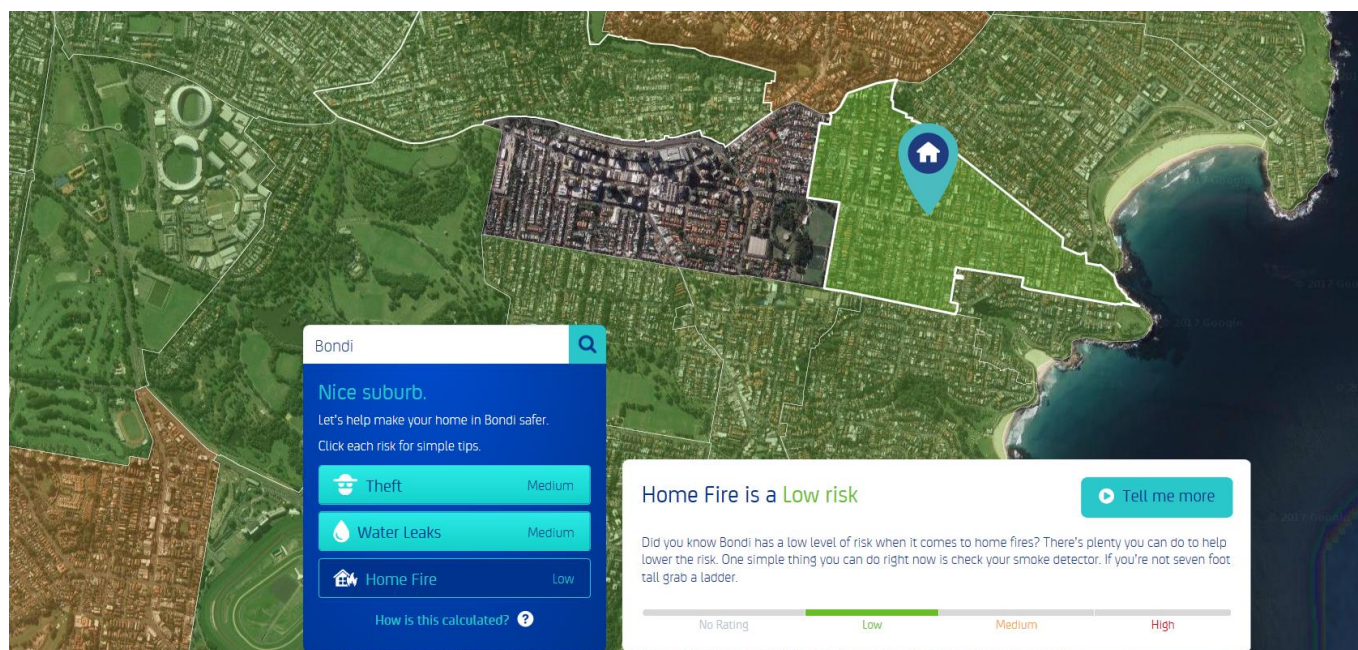 Bondi
Nice suburb.
Let's help make your home in Bondi safer.
Click each risk for simple tips.
Theft Medium
Water Leaks Medium
Home Fire Low
How is this calculated? ?
Home Fire is a Low risk
Tell me more
Did you know Bondi has a low level of risk when it comes to home fires? There's plenty you can do to help
lower the risk. One simple thing you can do right now is check your smoke detector. If you're not seven foot
tall grab a ladder.
No Rating Low Medium High
© 2017 Google